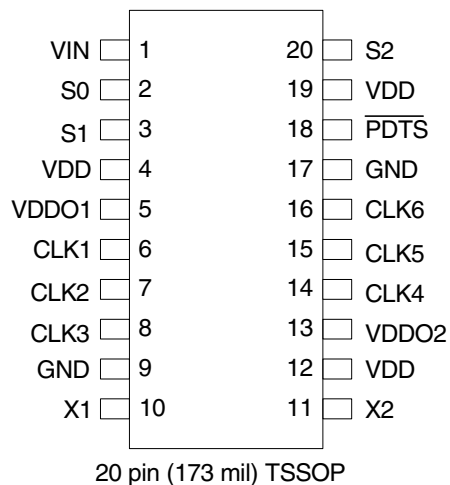 VIN 1 20 S2
S0 2 19 VDD
S1 3 18 P̅D̅T̅S̅
VDD 4 17 GND
VDDO1 5 16 CLK6
CLK1 6 15 CLK5
CLK2 7 14 CLK4
CLK3 8 13 VDDO2
GND 9 12 VDD
X1 10 11 X2
20 pin (173 mil) TSSOP